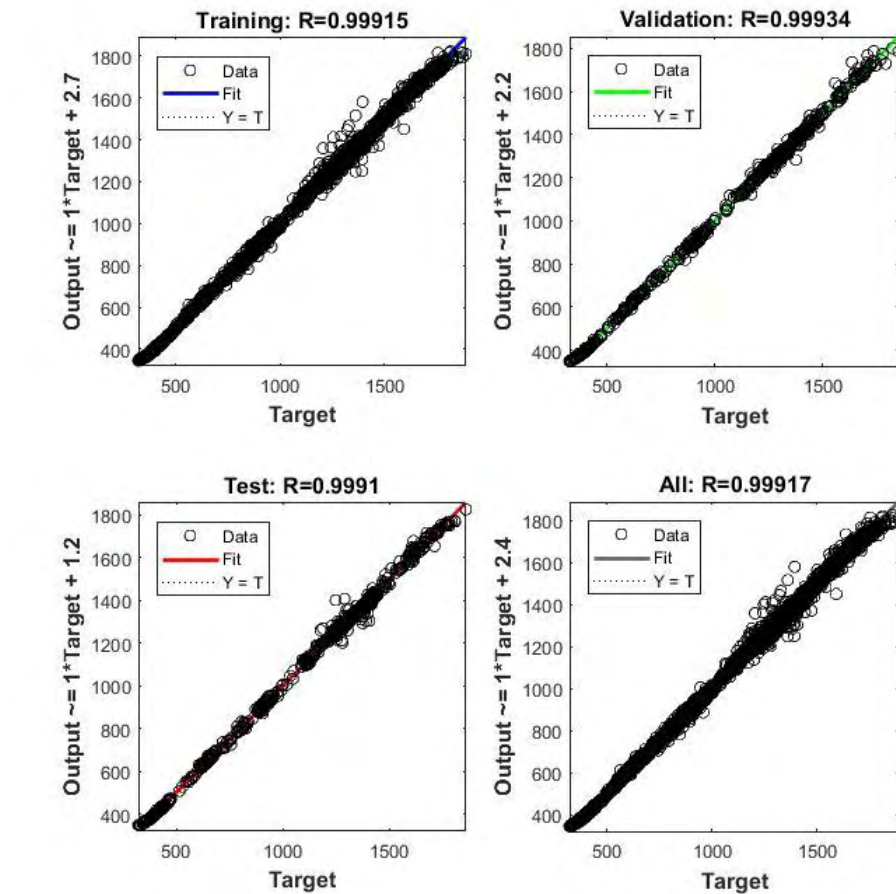 Training: R=0.99915
Output ~= 1*Target + 2.7
1800
1600
1400
1200
1000
800
600
400
Data
Fit
Y = T
500
1000
1500
Target
Validation: R=0.99934
Output ~= 1*Target + 2.2
1800
1600
1400
1200
1000
800
600
400
Data
Fit
Y = T
500
1000
1500
Target
Test: R=0.9991
Output ~= 1*Target + 1.2
1800
1600
1400
1200
1000
800
600
400
Data
Fit
Y = T
500
1000
1500
Target
All: R=0.99917
Output ~= 1*Target + 2.4
1800
1600
1400
1200
1000
800
600
400
Data
Fit
Y = T
500
1000
1500
Target